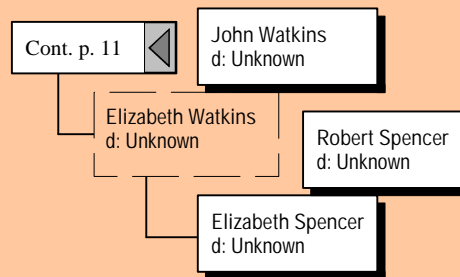 John Watkins
d: Unknown
Cont. p. 11
Elizabeth Watkins
d: Unknown
Robert Spencer
d: Unknown
Elizabeth Spencer
d: Unknown